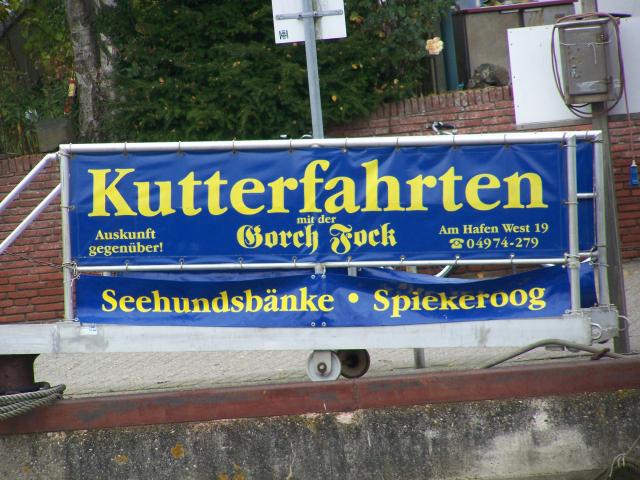 Kutterfahrten
mit der
Gorch Fock
Auskunft
gegenüber!
Am Hafen West 19
☎ 04974-279
Seehundsbänke • Spiekeroog